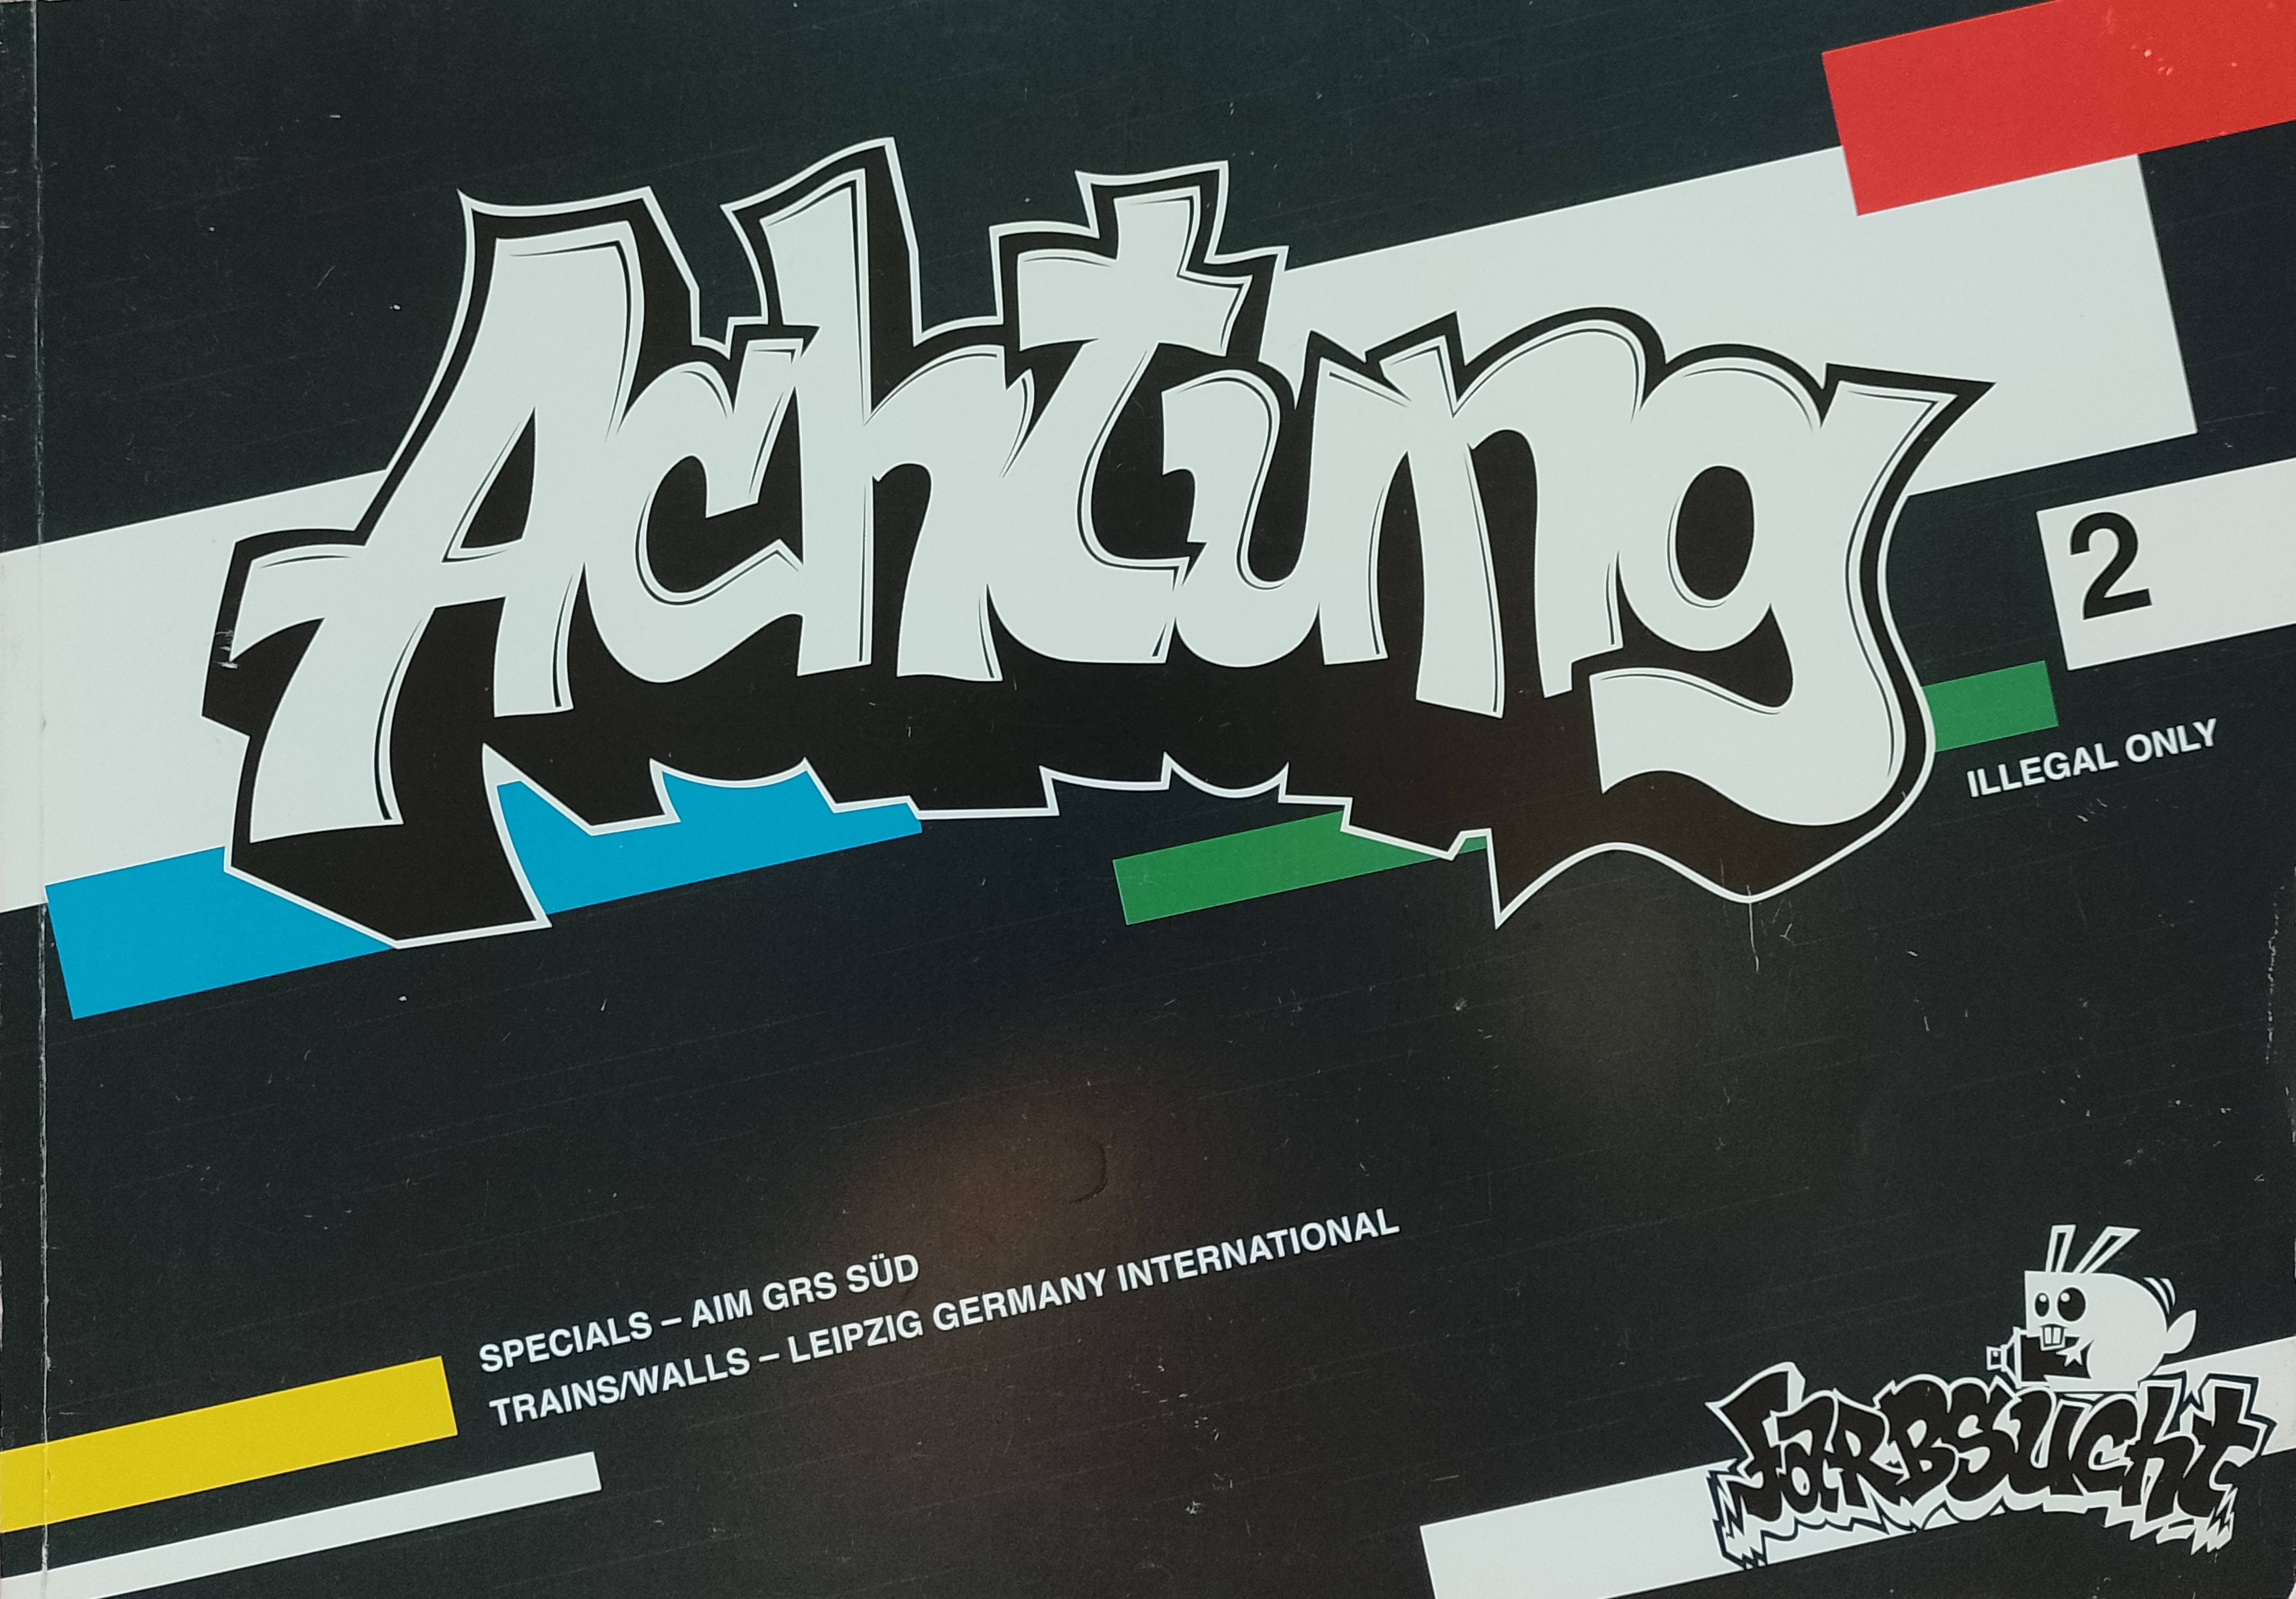 Achtung
2
ILLEGAL ONLY
SPECIALS – AIM GRS SÜD
TRAINS/WALLS – LEIPZIG GERMANY INTERNATIONAL
FaRBSucht